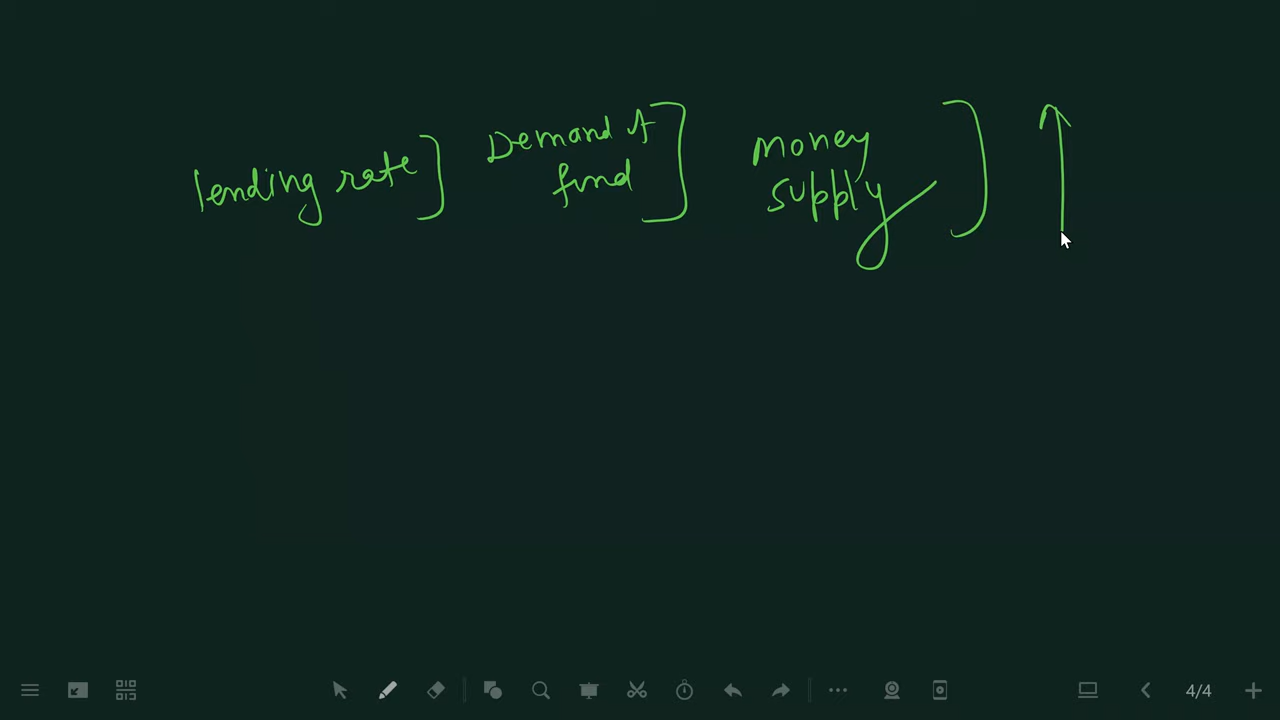 lending rate]
Demand of
fund]
money
supply)
4/4